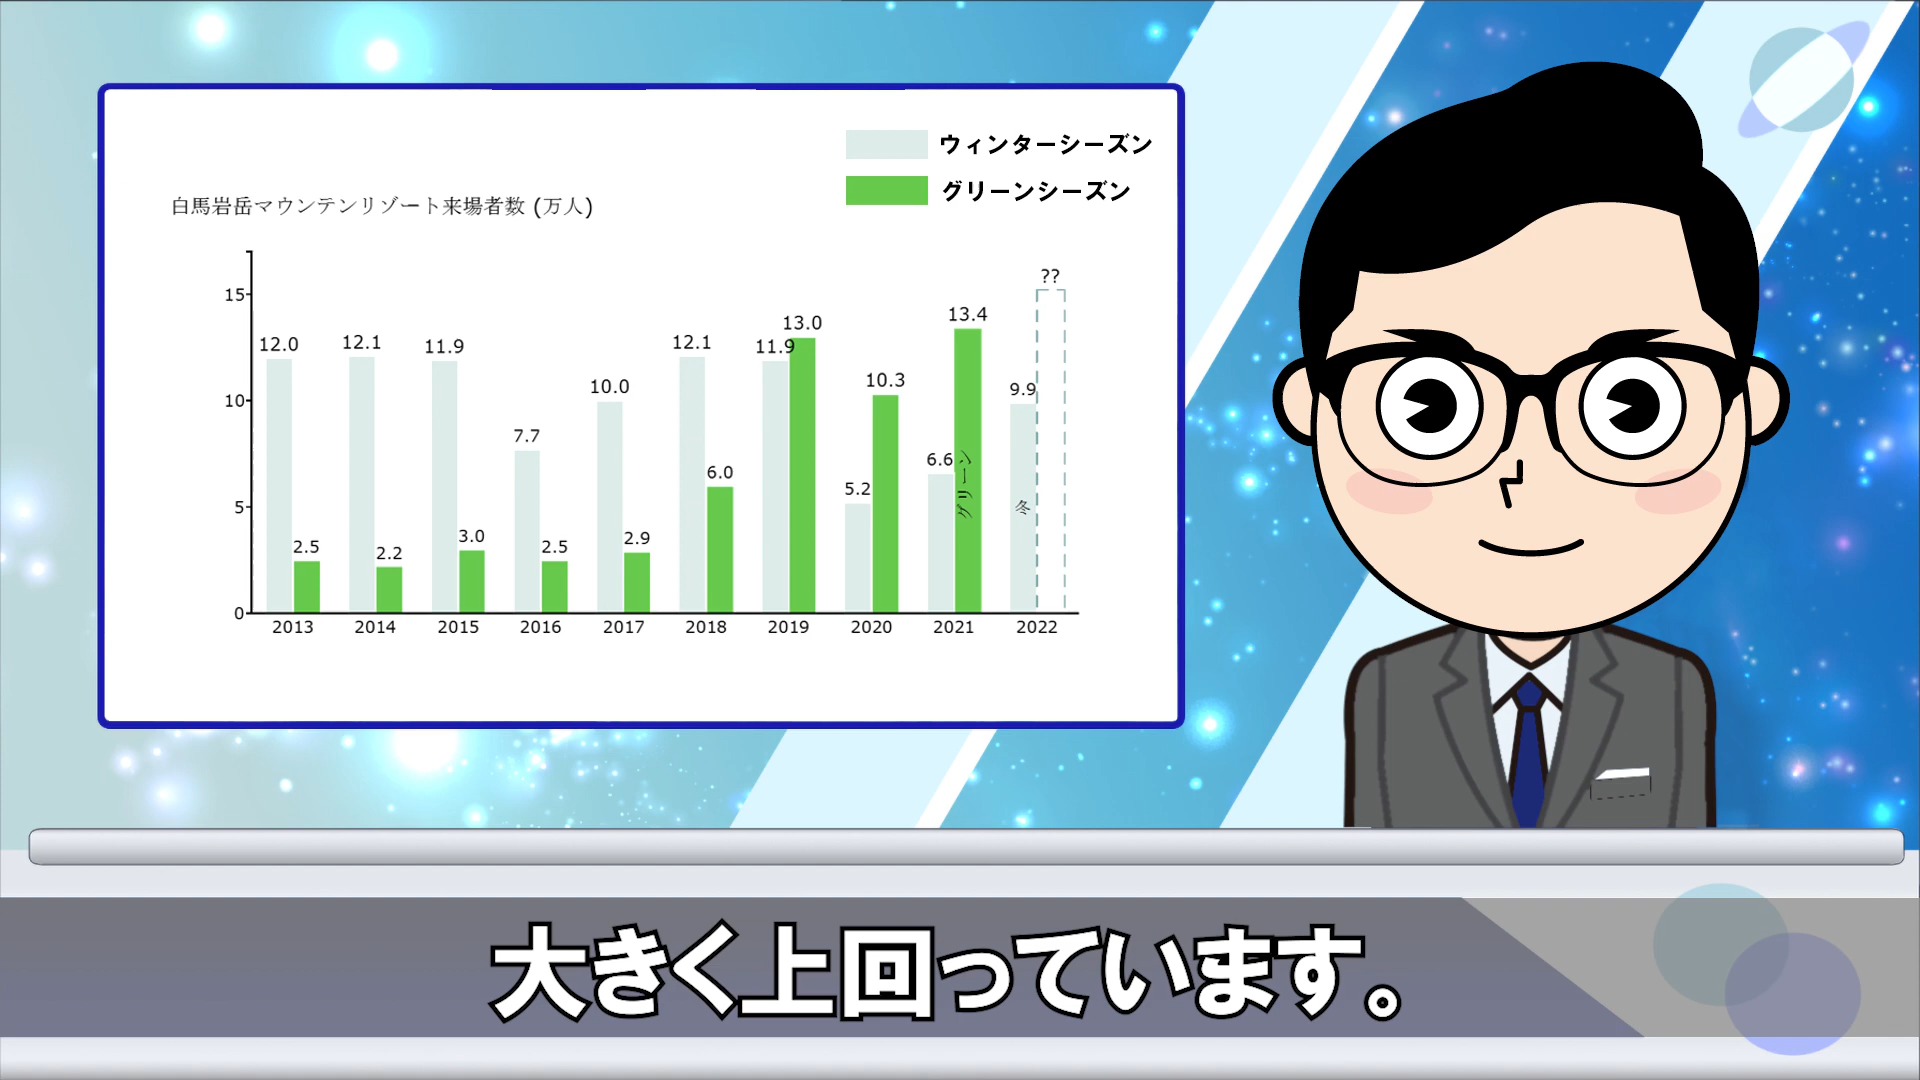 ウィンターシーズン
グリーンシーズン
白馬岩岳マウンテンリゾート来場者数 (万人)
??
15
13.4
13.0
12.0 12.1 11.9 12.1 11.9
10.0 10.3 9.9
10
7.7
6.0 6.6
5.2
グリーン 冬
5
2.5 2.2 3.0 2.5 2.9
0
2013 2014 2015 2016 2017 2018 2019 2020 2021 2022
大きく上回っています。